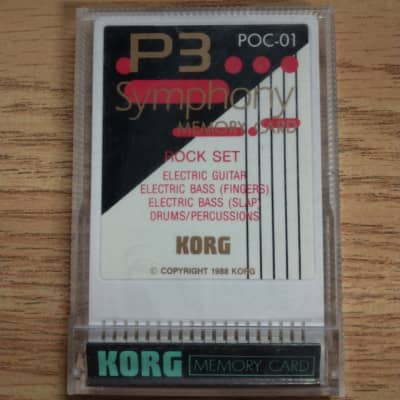 P3 POC-01
Symphony
MEMORY CARD
ROCK SET
ELECTRIC GUITAR
ELECTRIC BASS (FINGERS)
ELECTRIC BASS (SLAP)
DRUMS/PERCUSSIONS
KORG
© COPYRIGHT 1988 KORG
KORG MEMORY CARD